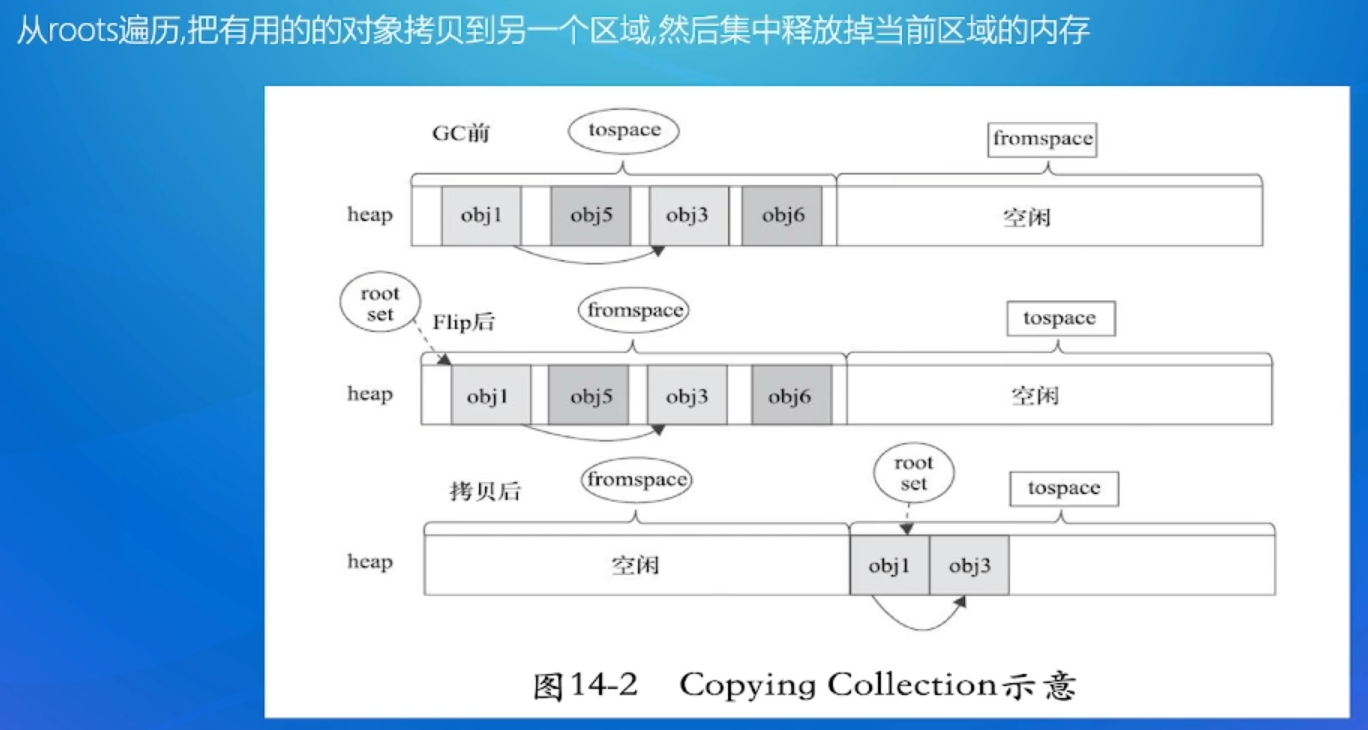 从roots遍历,把有用的的对象拷贝到另一个区域,然后集中释放掉当前区域的内存
GC前
tospace
fromspace
heap
obj1
obj5
obj3
obj6
空闲
root
set
Flip后
fromspace
tospace
heap
obj1
obj5
obj3
obj6
空闲
拷贝后
fromspace
root
set
tospace
heap
空闲
obj1
obj3
图14-2 Copying Collection示意